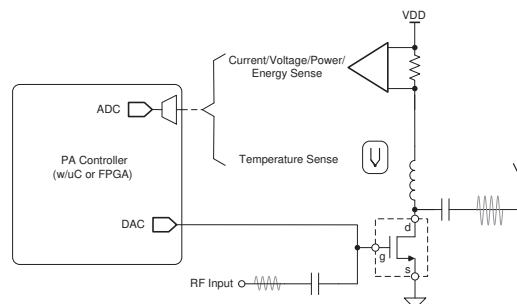 VDD
Current/Voltage/Power/
Energy Sense
ADC
PA Controller
(w/uC or FPGA)
Temperature Sense
DAC
d
g
s
RF Input